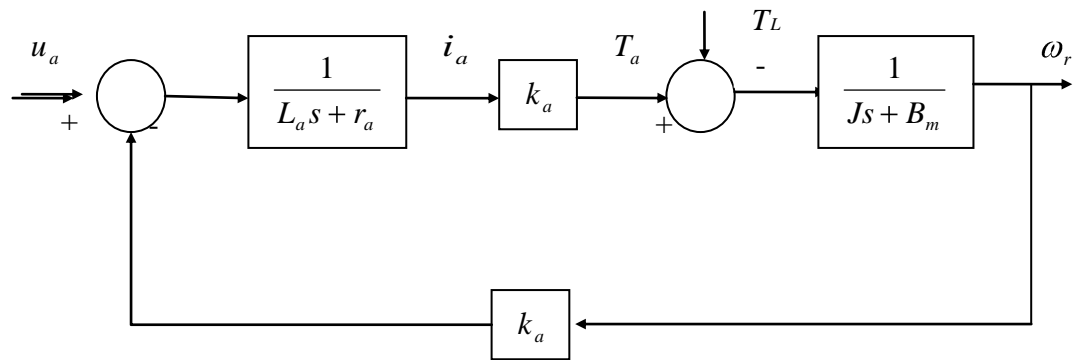 u_a
+
-
1
L_a s + r_a
i_a
k_a
T_a
+
T_L
-
1
Js + B_m
ω_r
k_a